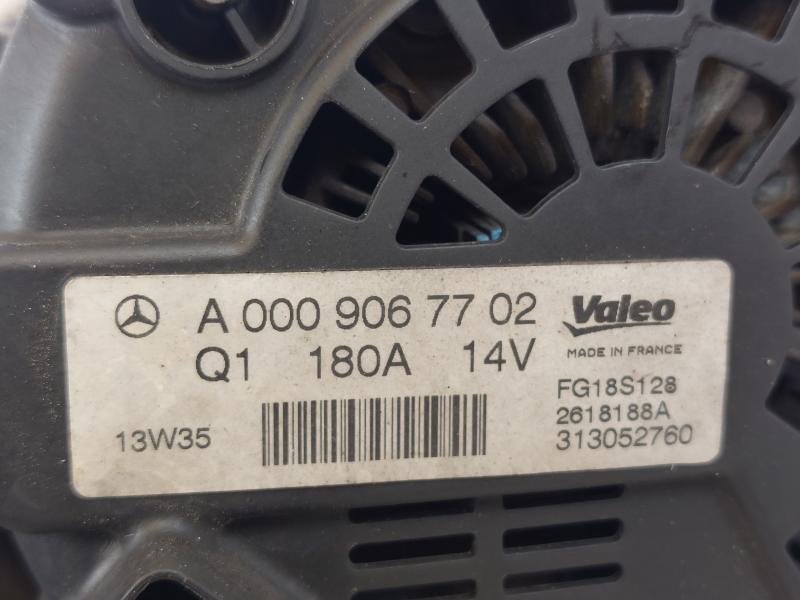 A 000 906 77 02
Valeo
Q1 180A 14V
MADE IN FRANCE
FG18S128
2618188A
13W35
313052760